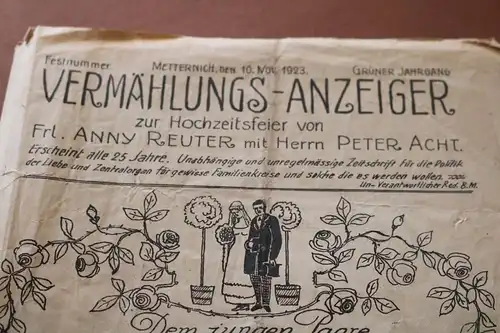 Festnummer. Metternich, den 10. Nov. 1923. Grüner Jahrgang
VERMÄHLUNGS-ANZEIGER
zur Hochzeitsfeier von
Frl. ANNY REUTER mit Herrn PETER ACHT.
Erscheint alle 25 Jahre. Unabhängige und unregelmässige Zeitschrift für die Politik
der Liebe und Zentralorgan für gewisse Familienkreise und solche die es werden wollen.
Un-Verantwortlicher Red. B.M.
Dem jungen Paare